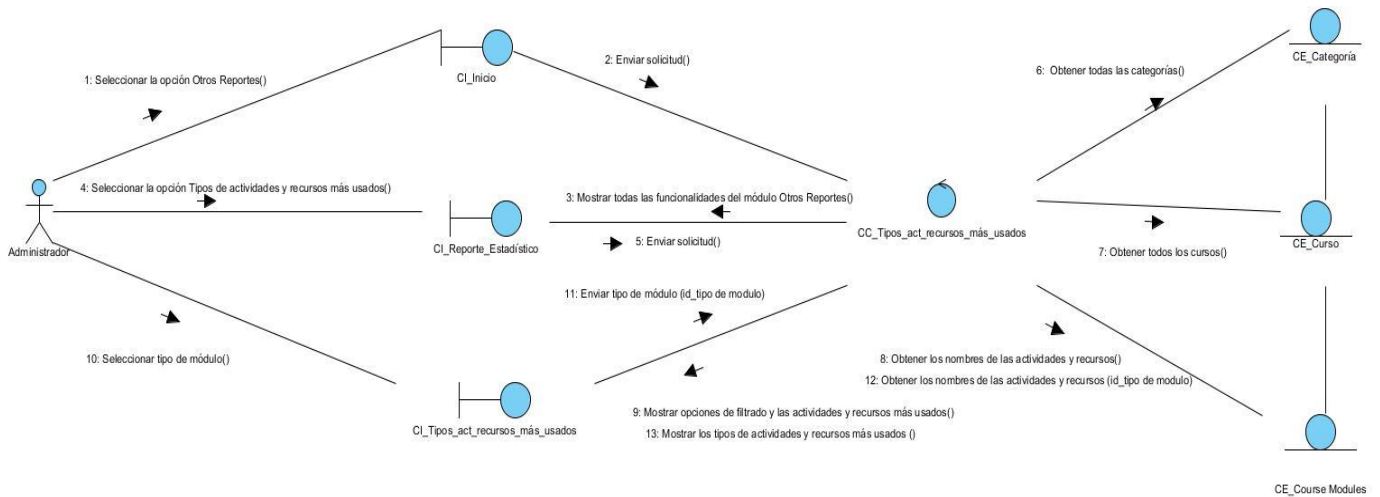 CE_Categoría
2: Enviar solicitud()
CI_Inicio
6: Obtener todas las categorías()
1: Seleccionar la opción Otros Reportes()
4: Seleccionar la opción Tipos de actividades y recursos más usados()
3: Mostrar todas las funcionalidades del módulo Otros Reportes()
CC_Tipos_act_recursos_más_usados
5: Enviar solicitud()
CI_Reporte_Estadístico
CE_Curso
Administrador
7: Obtener todos los cursos()
11: Enviar tipo de módulo (id_tipo de modulo)
10: Seleccionar tipo de módulo()
8: Obtener los nombres de las actividades y recursos()
12: Obtener los nombres de las actividades y recursos (id_tipo de modulo)
9: Mostrar opciones de filtrado y las actividades y recursos más usados()
CI_Tipos_act_recursos_más_usados
13: Mostrar los tipos de actividades y recursos más usados ()
CE_Course Modules